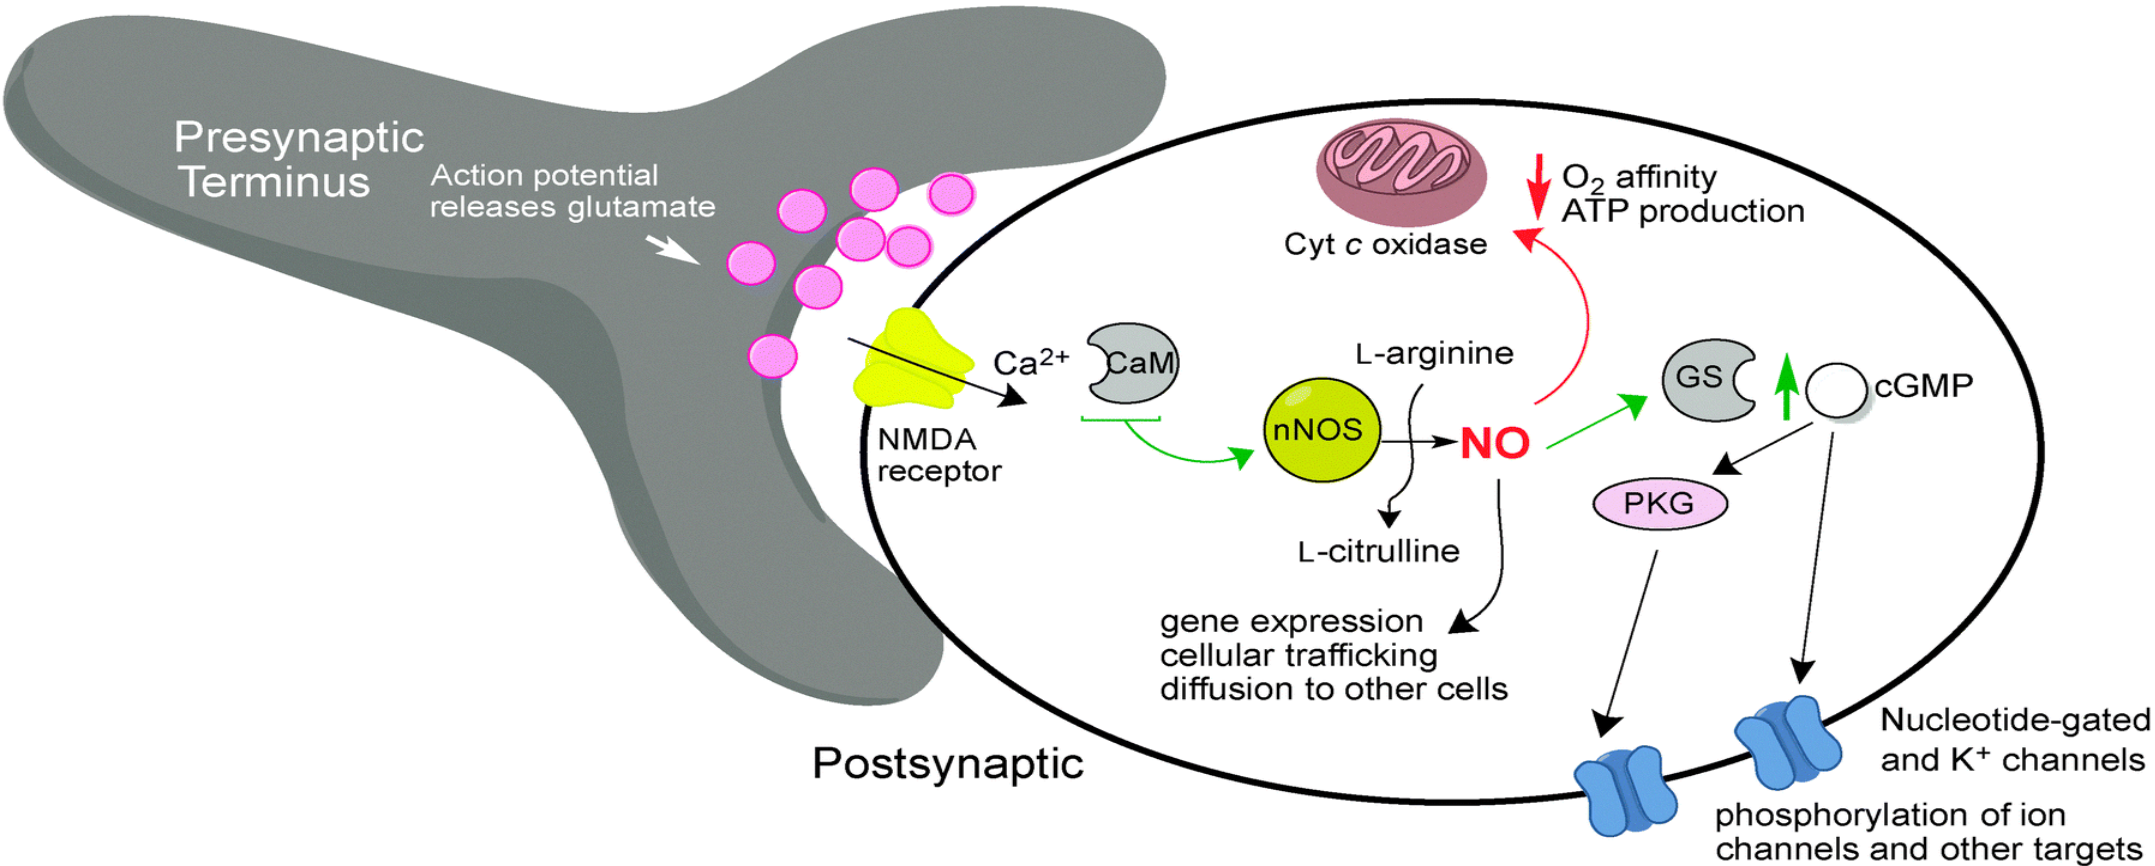 Presynaptic
Terminus
Action potential
releases glutamate
O₂ affinity
ATP production
Cyt c oxidase
L-arginine
Ca²⁺
CaM
GS
cGMP
nNOS
NO
NMDA
receptor
PKG
L-citrulline
gene expression
cellular trafficking
diffusion to other cells
Postsynaptic
Nucleotide-gated
and K⁺ channels
phosphorylation of ion
channels and other targets